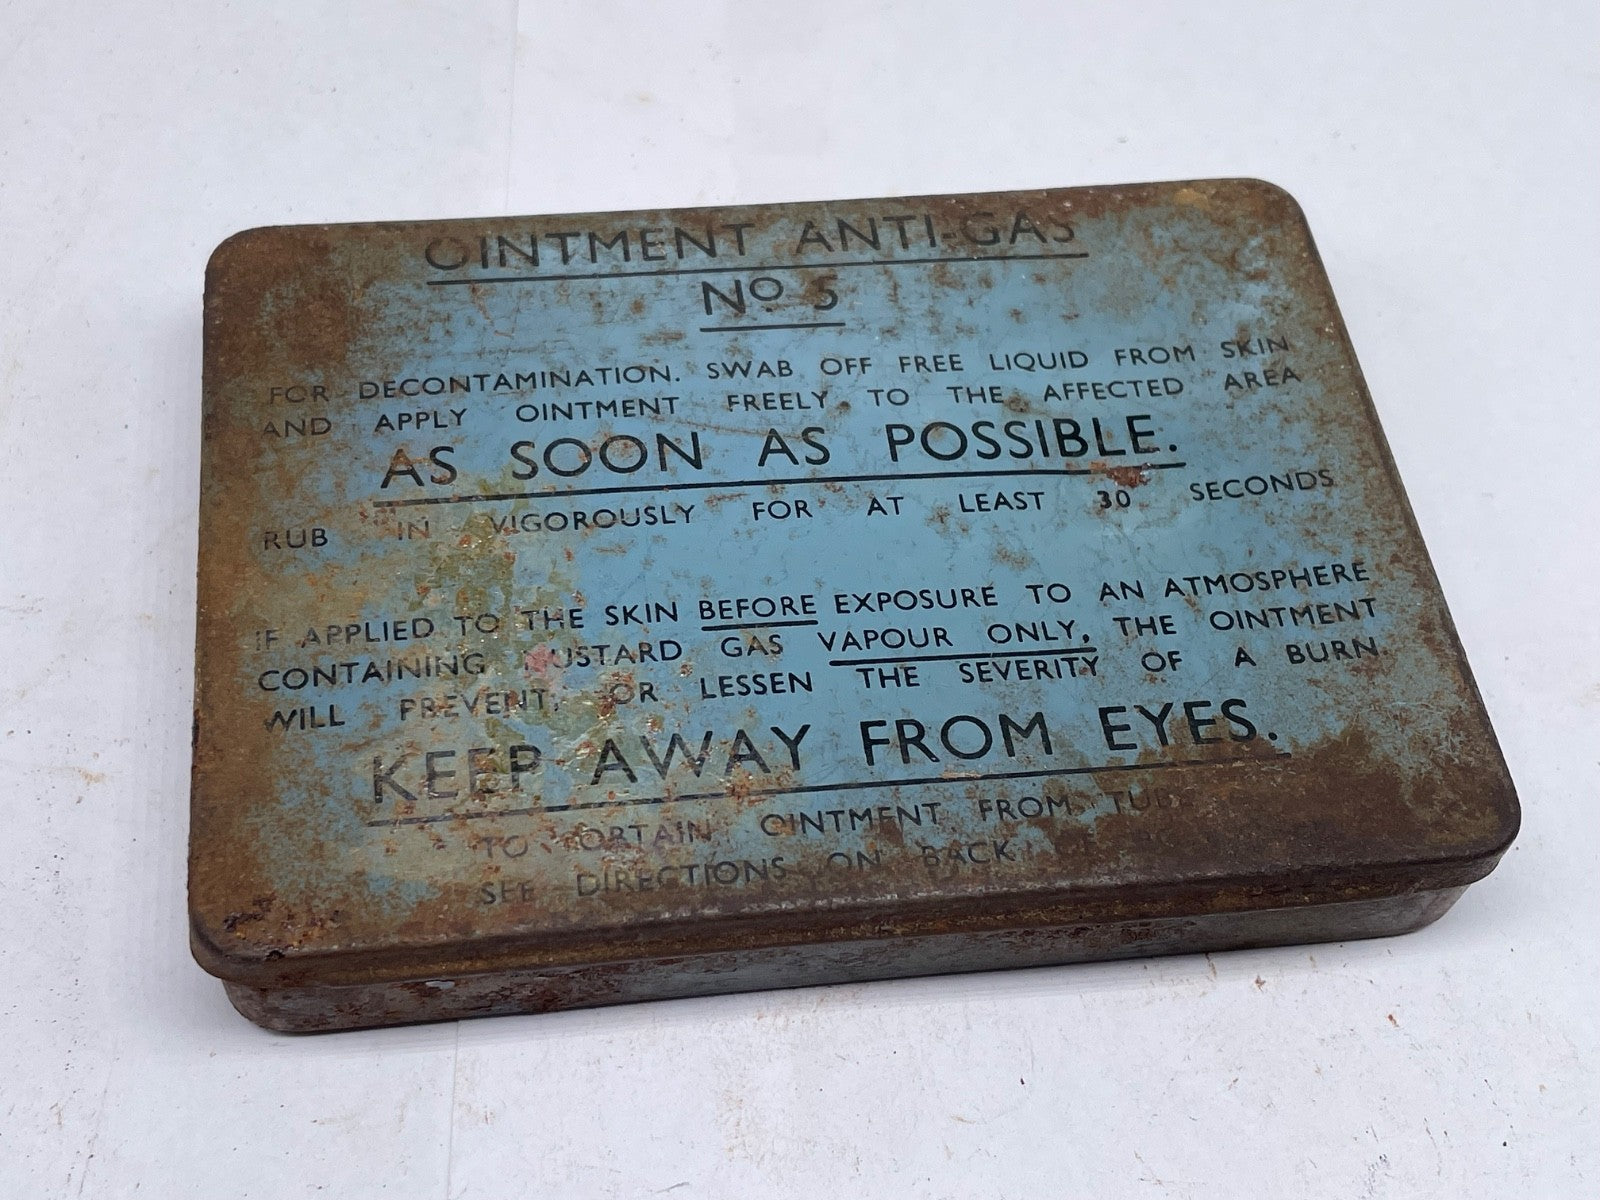 OINTMENT ANTI-GAS
No 5
FOR DECONTAMINATION. SWAB OFF FREE LIQUID FROM SKIN
AND APPLY OINTMENT FREELY TO THE AFFECTED AREA
AS SOON AS POSSIBLE.
RUB IN VIGOROUSLY FOR AT LEAST 30 SECONDS
IF APPLIED TO THE SKIN BEFORE EXPOSURE TO AN ATMOSPHERE
CONTAINING MUSTARD GAS VAPOUR ONLY, THE OINTMENT
WILL PREVENT, OR LESSEN THE SEVERITY OF A BURN.
KEEP AWAY FROM EYES.
TO OBTAIN OINTMENT FROM TUBE
SEE DIRECTIONS ON BACK